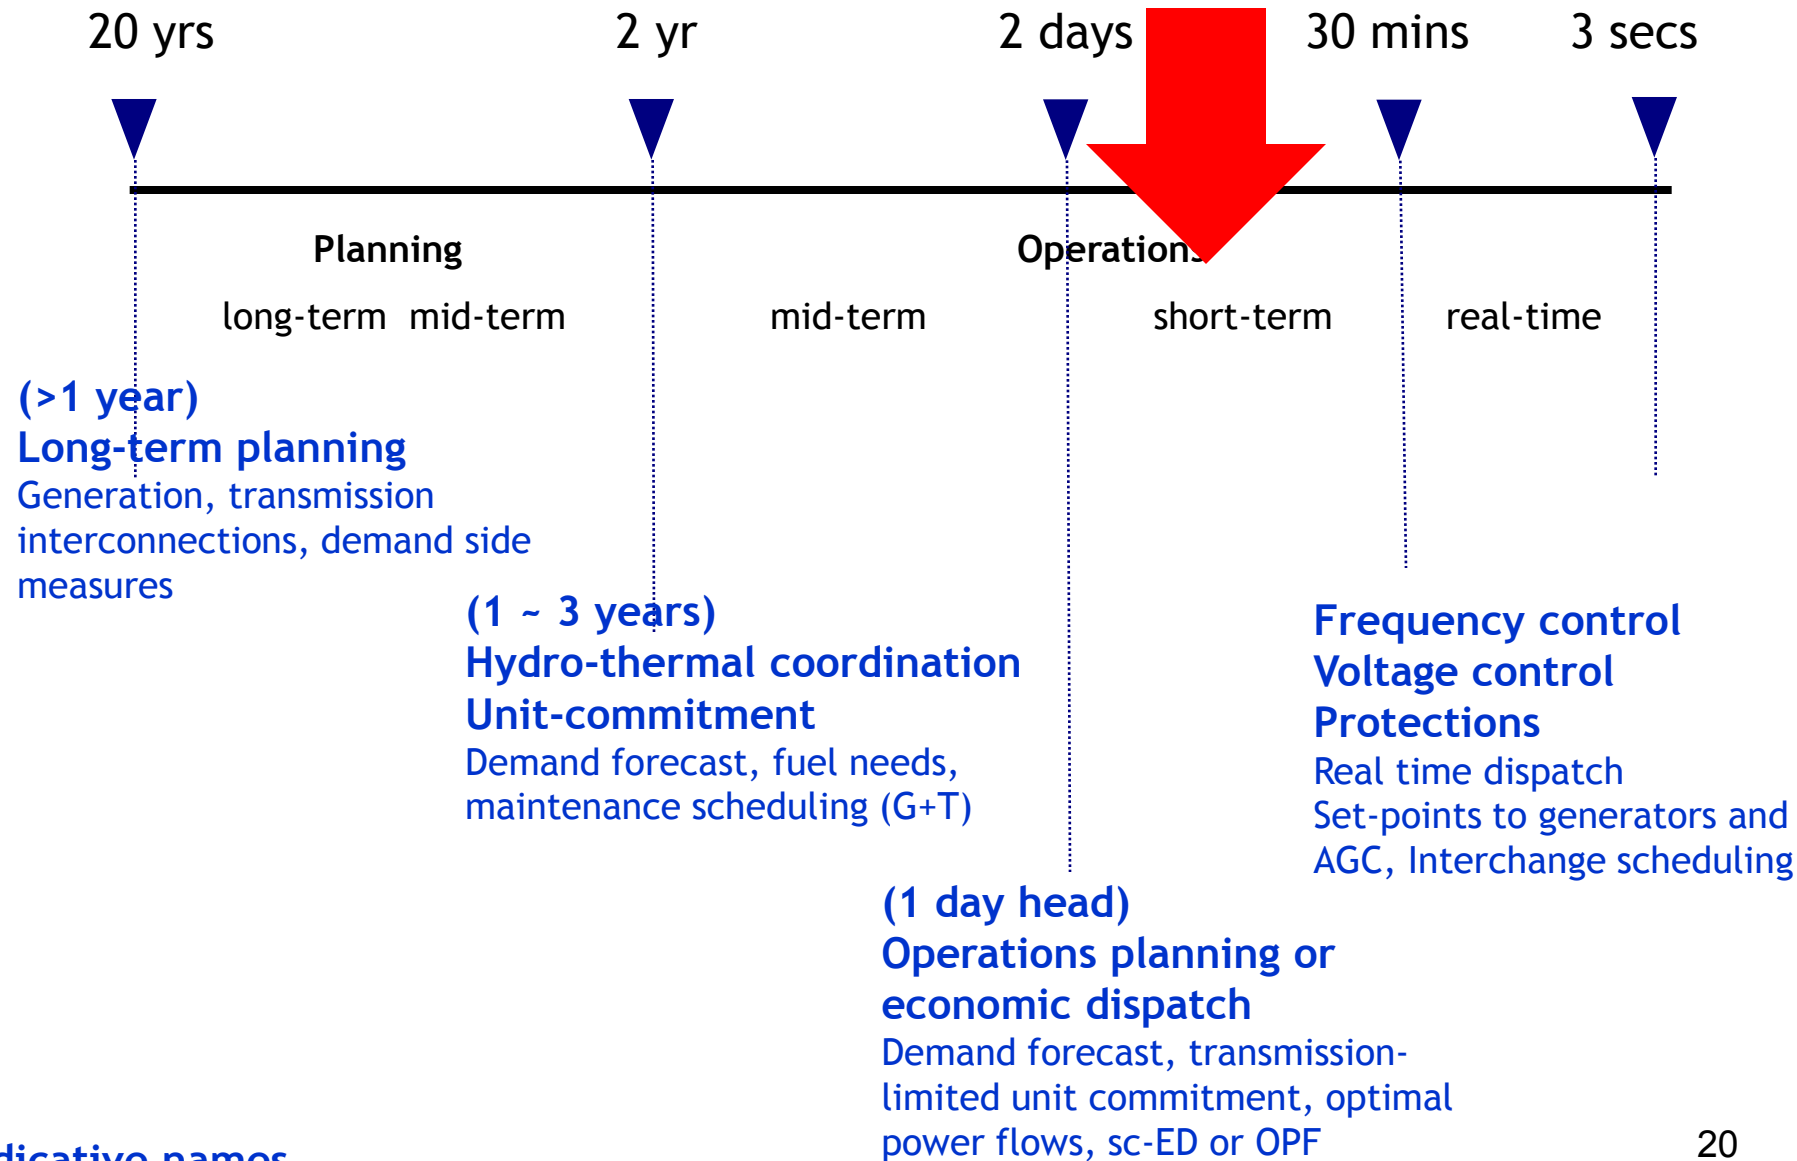 20 yrs 2 yr 2 days 30 mins 3 secs
Planning Operations
long-term mid-term mid-term short-term real-time
(>1 year)
Long-term planning
Generation, transmission
interconnections, demand side
measures
(1 ~ 3 years)
Hydro-thermal coordination
Unit-commitment
Demand forecast, fuel needs,
maintenance scheduling (G+T)
Frequency control
Voltage control
Protections
Real time dispatch
Set-points to generators and
AGC, Interchange scheduling
(1 day head)
Operations planning or
economic dispatch
Demand forecast, transmission-
limited unit commitment, optimal
power flows, sc-ED or OPF
names
20